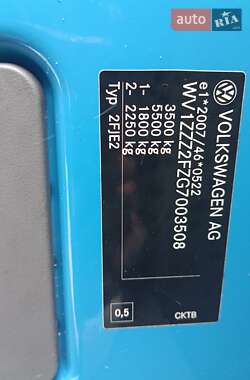 AUTO RIA
VOLKSWAGEN AG
e1*2007/46*0522
WV1ZZZ2FZG7003508
3500 kg
5500 kg
1- 1800 kg
2- 2250 kg
Typ 2FJE2
0,5
CKTB